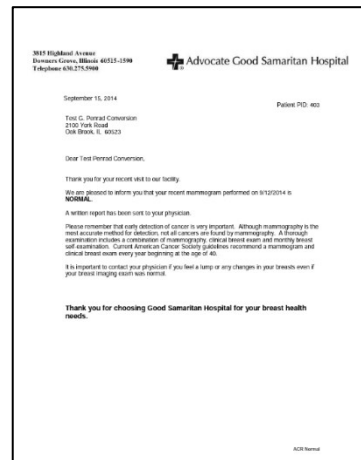 3815 Highland Avenue
Downers Grove, Illinois 60515-1590
Telephone 630.275.5900
Advocate Good Samaritan Hospital
September 15, 2014
Patient PID: 403
Test G. Penrad Conversion
2100 York Road
Oak Brook, IL 60523
Dear Test Penrad Conversion,
Thank you for your recent visit to our facility.
We are pleased to inform you that your recent mammogram performed on 9/12/2014 is
NORMAL.
A written report has been sent to your physician.
Please remember that early detection of cancer is very important. Although mammography is the
most accurate method for detection, not all cancers are found by mammography. A thorough
examination includes a combination of mammography, clinical breast exam and monthly breast
self-examination. Current American Cancer Society guidelines recommend a mammogram and
clinical breast exam every year beginning at the age of 40.
It is important to contact your physician if you feel a lump or any changes in your breasts even if
your breast imaging exam was normal.
Thank you for choosing Good Samaritan Hospital for your breast health
needs.
ACR Normal